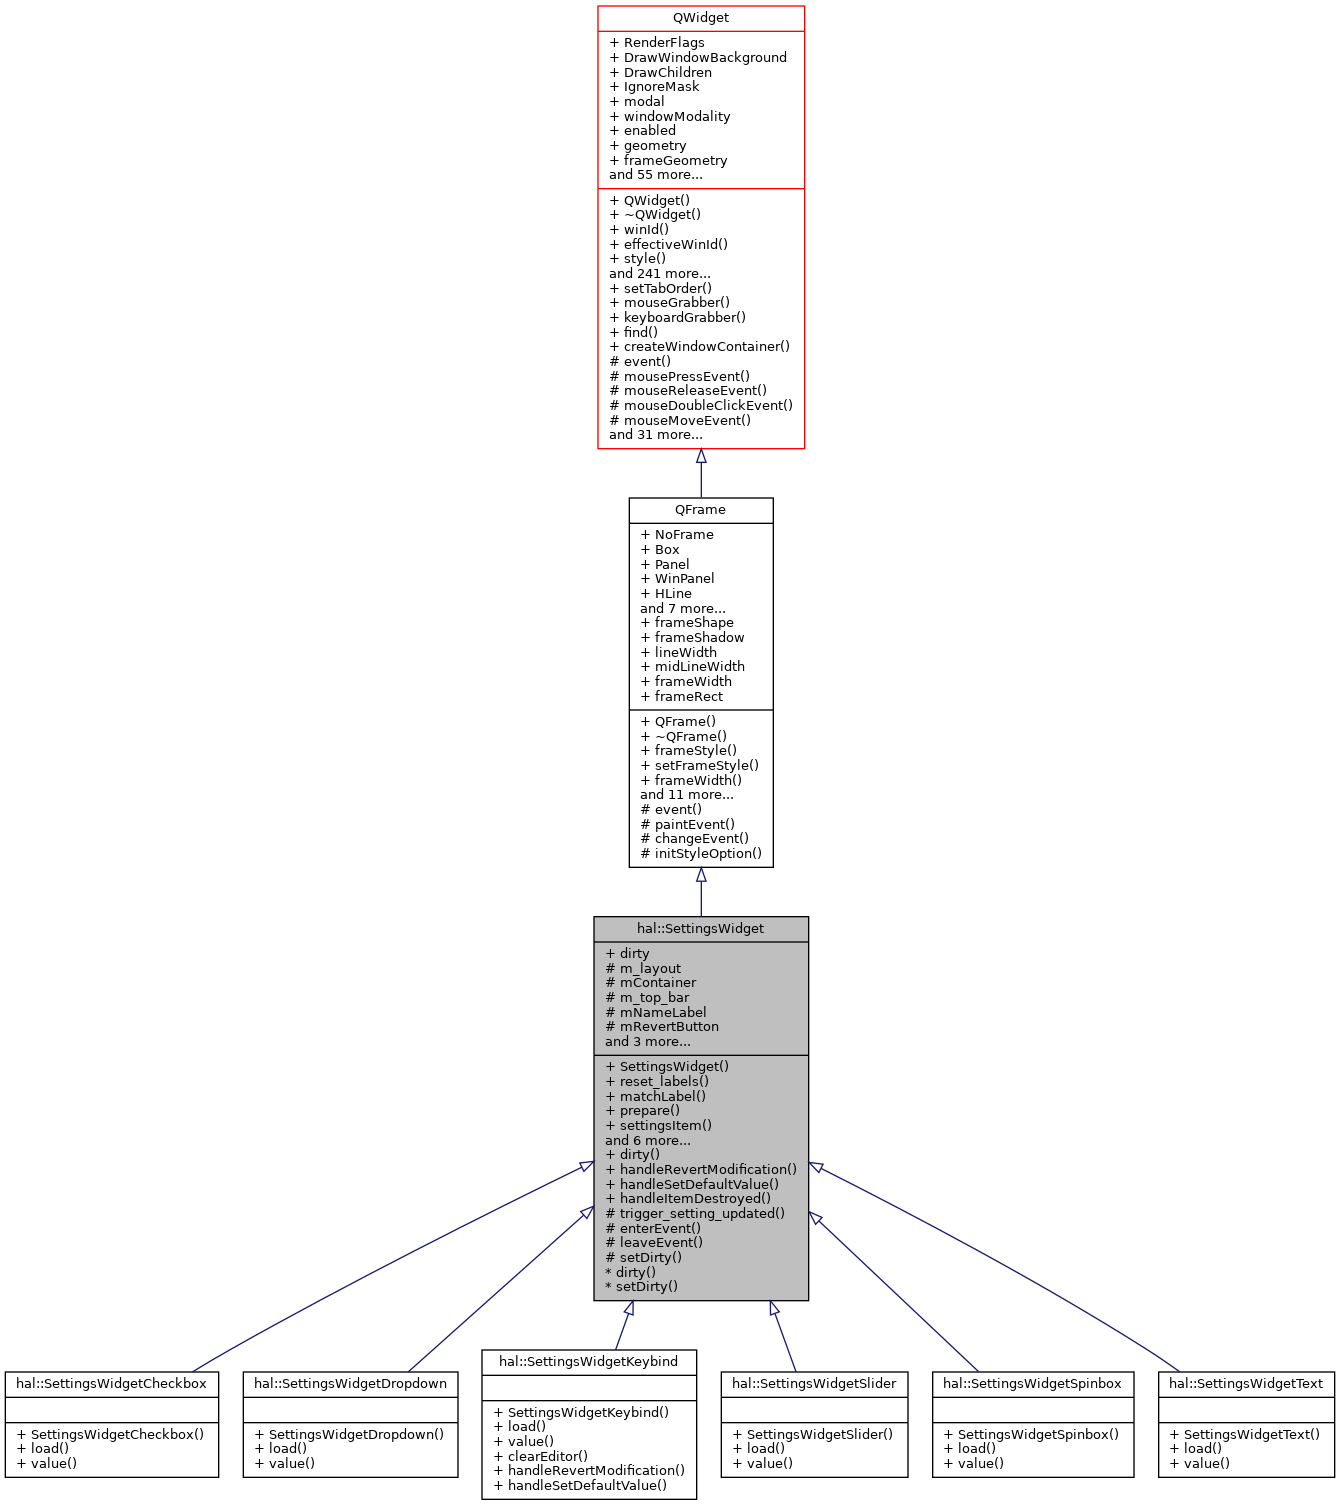 QWidget
+ RenderFlags
+ DrawWindowBackground
+ DrawChildren
+ IgnoreMask
+ modal
+ windowModality
+ enabled
+ geometry
+ frameGeometry
and 55 more...
+ QWidget()
+ ~QWidget()
+ winId()
+ effectiveWinId()
+ style()
and 241 more...
+ setTabOrder()
+ mouseGrabber()
+ keyboardGrabber()
+ find()
+ createWindowContainer()
# event()
# mousePressEvent()
# mouseReleaseEvent()
# mouseDoubleClickEvent()
# mouseMoveEvent()
and 31 more...
QFrame
+ NoFrame
+ Box
+ Panel
+ WinPanel
+ HLine
and 7 more...
+ frameShape
+ frameShadow
+ lineWidth
+ midLineWidth
+ frameWidth
+ frameRect
+ QFrame()
+ ~QFrame()
+ frameStyle()
+ setFrameStyle()
+ frameWidth()
and 11 more...
# event()
# paintEvent()
# changeEvent()
# initStyleOption()
hal::SettingsWidget
+ dirty
# m_layout
# mContainer
# m_top_bar
# mNameLabel
# mRevertButton
and 3 more...
+ SettingsWidget()
+ reset_labels()
+ matchLabel()
+ prepare()
+ settingsItem()
and 6 more...
+ dirty()
+ handleRevertModification()
+ handleSetDefaultValue()
+ handleItemDestroyed()
# trigger_setting_updated()
# enterEvent()
# leaveEvent()
# setDirty()
* dirty()
* setDirty()
hal::SettingsWidgetCheckbox
+ SettingsWidgetCheckbox()
+ load()
+ value()
hal::SettingsWidgetDropdown
+ SettingsWidgetDropdown()
+ load()
+ value()
hal::SettingsWidgetKeybind
+ SettingsWidgetKeybind()
+ load()
+ value()
+ clearEditor()
+ handleRevertModification()
+ handleSetDefaultValue()
hal::SettingsWidgetSlider
+ SettingsWidgetSlider()
+ load()
+ value()
hal::SettingsWidgetSpinbox
+ SettingsWidgetSpinbox()
+ load()
+ value()
hal::SettingsWidgetText
+ SettingsWidgetText()
+ load()
+ value()